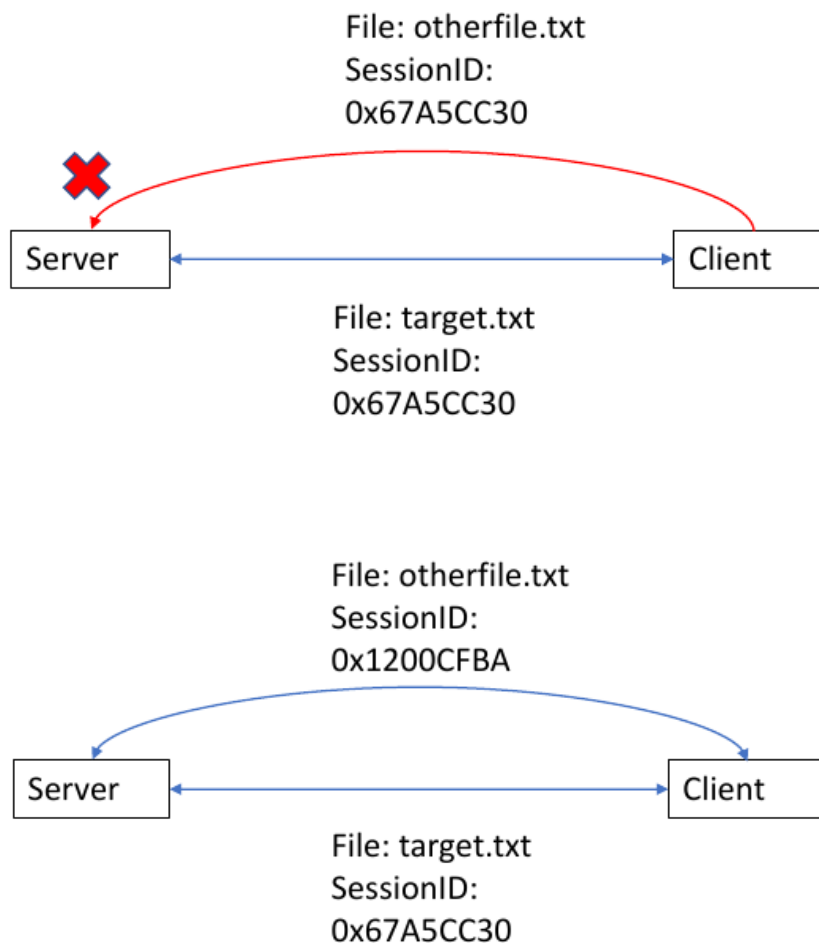 File: otherfile.txt
SessionID:
0x67A5CC30
Server
Client
File: target.txt
SessionID:
0x67A5CC30
File: otherfile.txt
SessionID:
0x1200CFBA
Server
Client
File: target.txt
SessionID:
0x67A5CC30